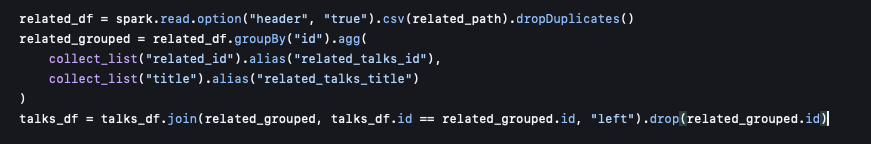 related_df = spark.read.option("header", "true").csv(related_path).dropDuplicates()
related_grouped = related_df.groupBy("id").agg(
    collect_list("related_id").alias("related_talks_id"),
    collect_list("title").alias("related_talks_title")
)
talks_df = talks_df.join(related_grouped, talks_df.id == related_grouped.id, "left").drop(related_grouped.id)